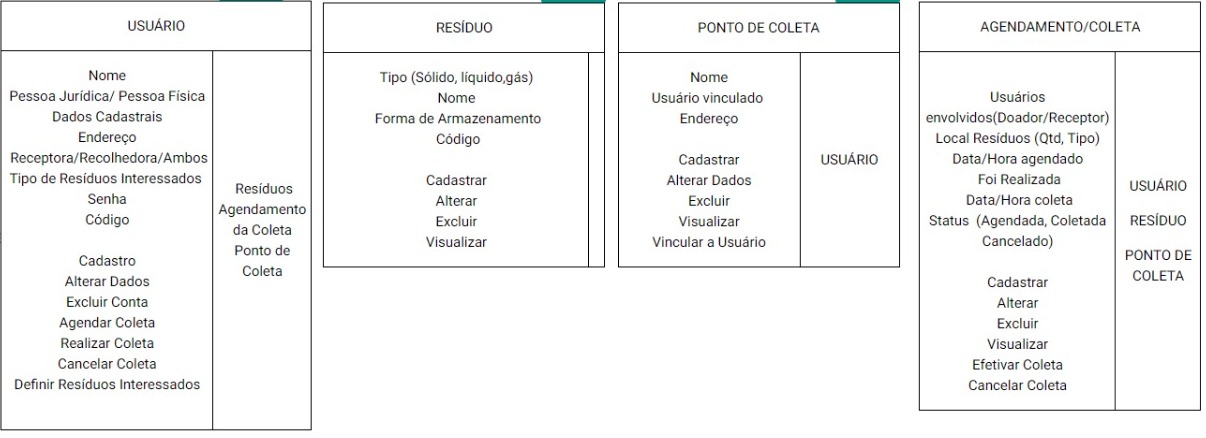 USUÁRIO
Nome
Pessoa Jurídica/ Pessoa Física
Dados Cadastrais
Endereço
Receptora/Recolhedora/Ambos
Tipo de Resíduos Interessados
Senha
Código
Cadastro
Alterar Dados
Excluir Conta
Agendar Coleta
Realizar Coleta
Cancelar Coleta
Definir Resíduos Interessados
Resíduos
Agendamento
da Coleta
Ponto de
Coleta
RESÍDUO
Tipo (Sólido, líquido,gás)
Nome
Forma de Armazenamento
Código
Cadastrar
Alterar
Excluir
Visualizar
PONTO DE COLETA
Nome
Usuário vinculado
Endereço
Cadastrar
Alterar Dados
Excluir
Visualizar
Vincular a Usuário
USUÁRIO
AGENDAMENTO/COLETA
Usuários
envolvidos(Doador/Receptor)
Local Resíduos (Qtd, Tipo)
Data/Hora agendado
Foi Realizada
Data/Hora coleta
Status (Agendada, Coletada
Cancelado)
Cadastrar
Alterar
Excluir
Visualizar
Efetivar Coleta
Cancelar Coleta
USUÁRIO
RESÍDUO
PONTO DE
COLETA